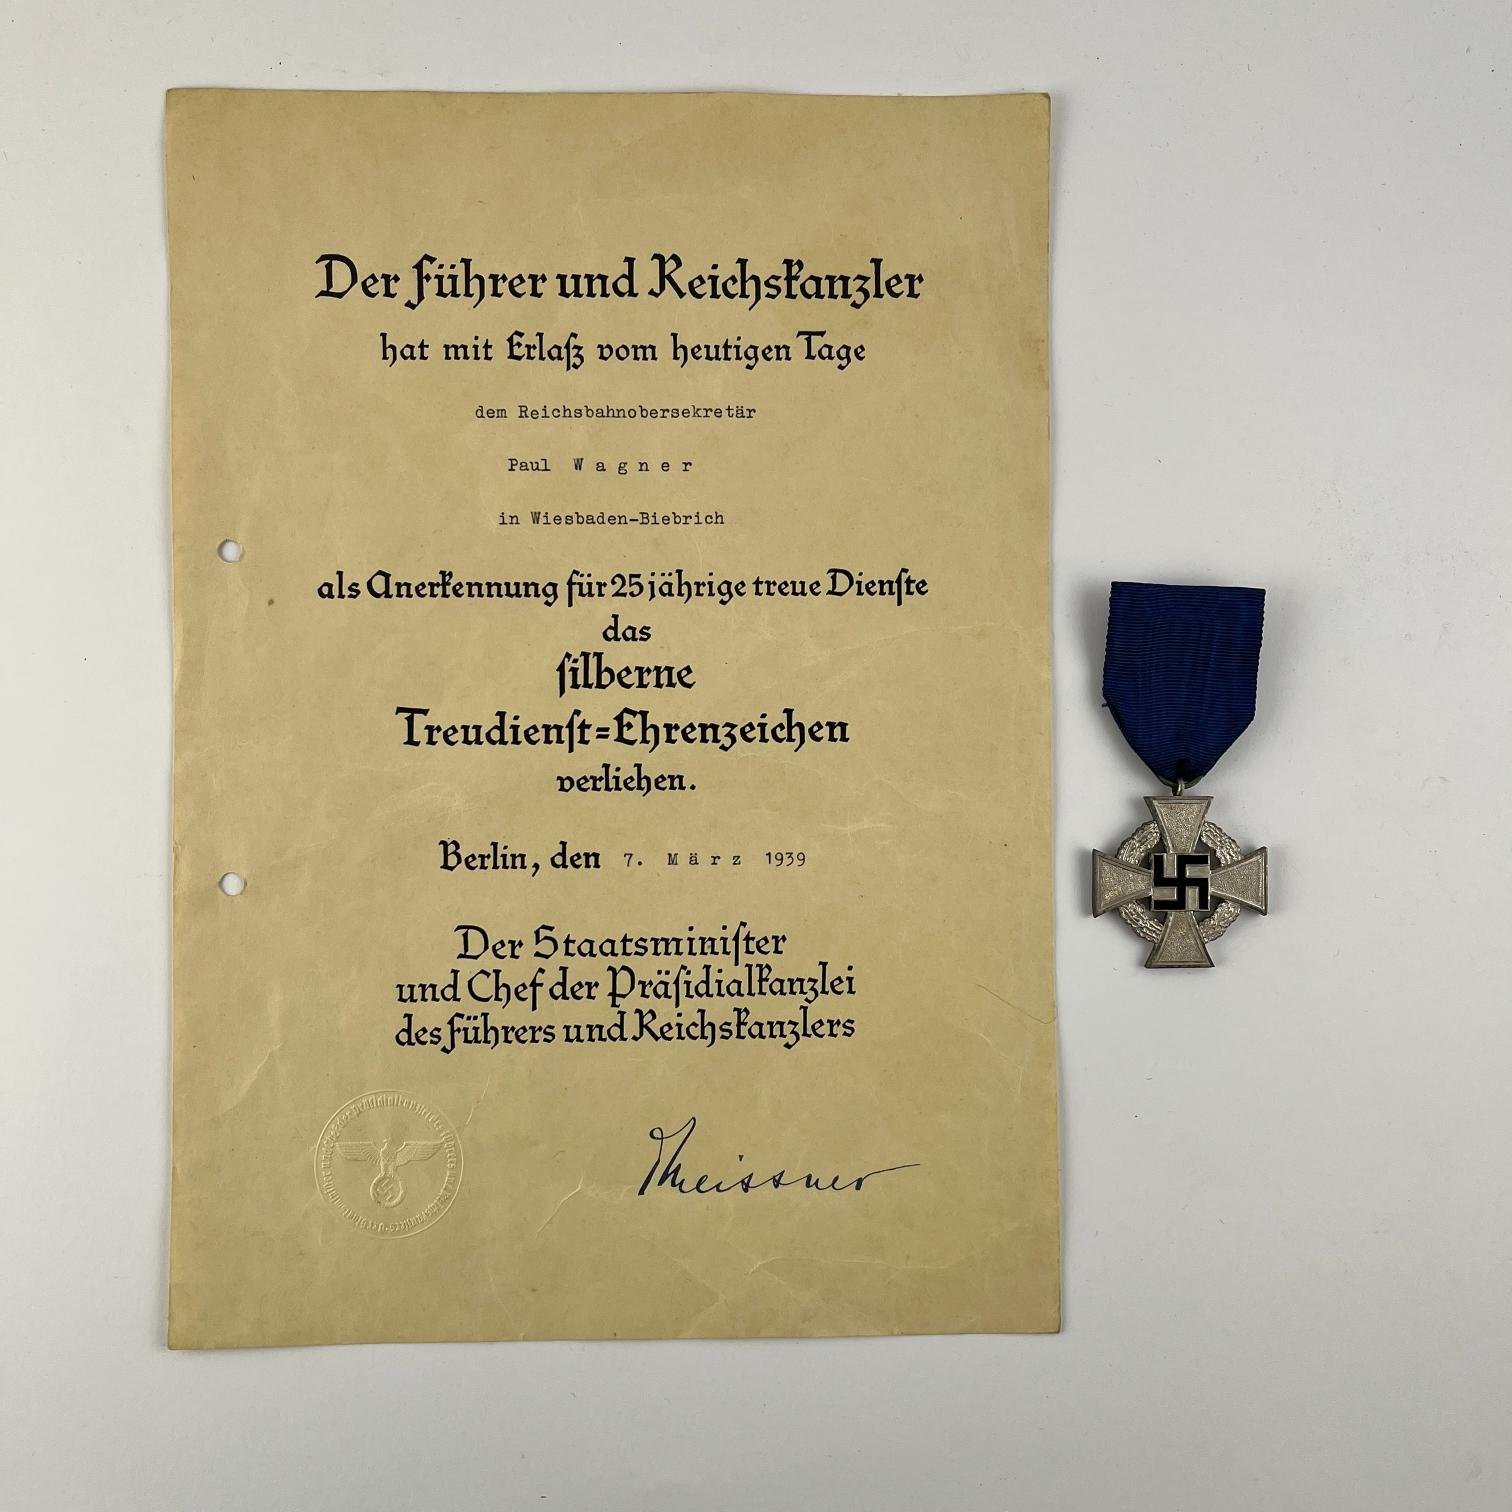 Der Führer und Reichskanzler
hat mit Erlaß vom heutigen Tage
dem Reichsbahnobersekretär
Paul Wagner
in Wiesbaden-Biebrich
als Anerkennung für 25jährige treue Dienste
das
silberne
Treudienst=Ehrenzeichen
verliehen.
Berlin, den 7. März 1939
Der Staatsminister
und Chef der Präsidialkanzlei
des Führers und Reichskanzlers
Meissner